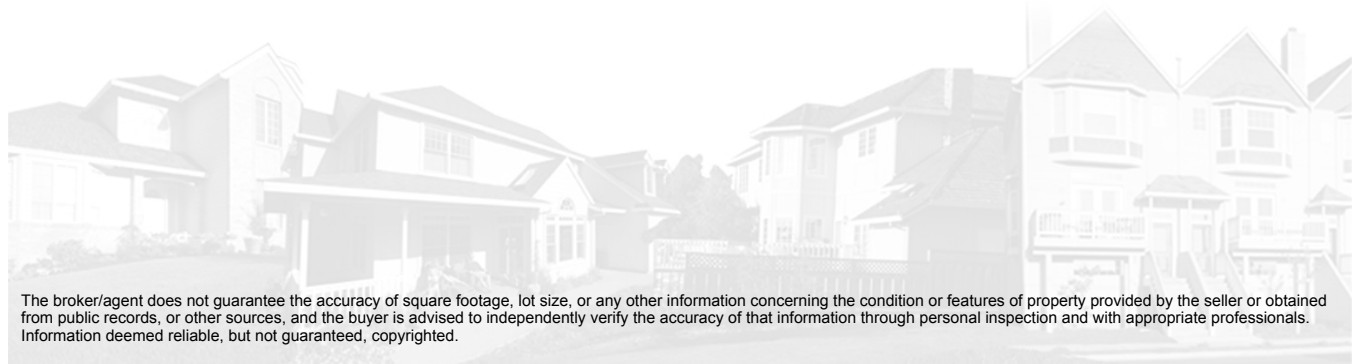 The broker/agent does not guarantee the accuracy of square footage, lot size, or any other information concerning the condition or features of property provided by the seller or obtained
from public records, or other sources, and the buyer is advised to independently verify the accuracy of that information through personal inspection and with appropriate professionals.
Information deemed reliable, but not guaranteed, copyrighted.